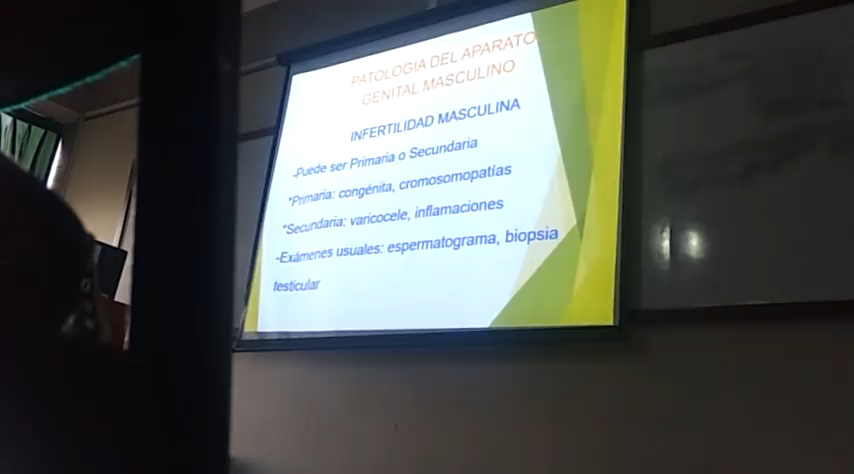 PATOLOGIA DEL APARATO
GENITAL MASCULINO
INFERTILIDAD MASCULINA
-Puede ser Primaria o Secundaria
*Primaria: congénita, cromosomopatías
*Secundaria: varicocele, inflamaciones
-Exámenes usuales: espermatograma, biopsia
testicular